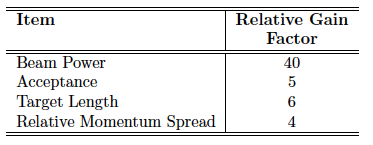 Item Relative Gain
Factor
Beam Power 40
Acceptance 5
Target Length 6
Relative Momentum Spread 4